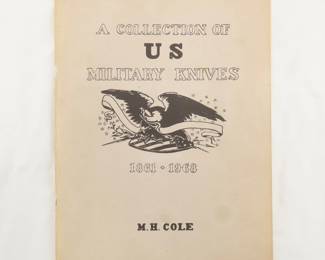 A COLLECTION OF
US
MILITARY KNIVES
1861 · 1968
M.H. COLE